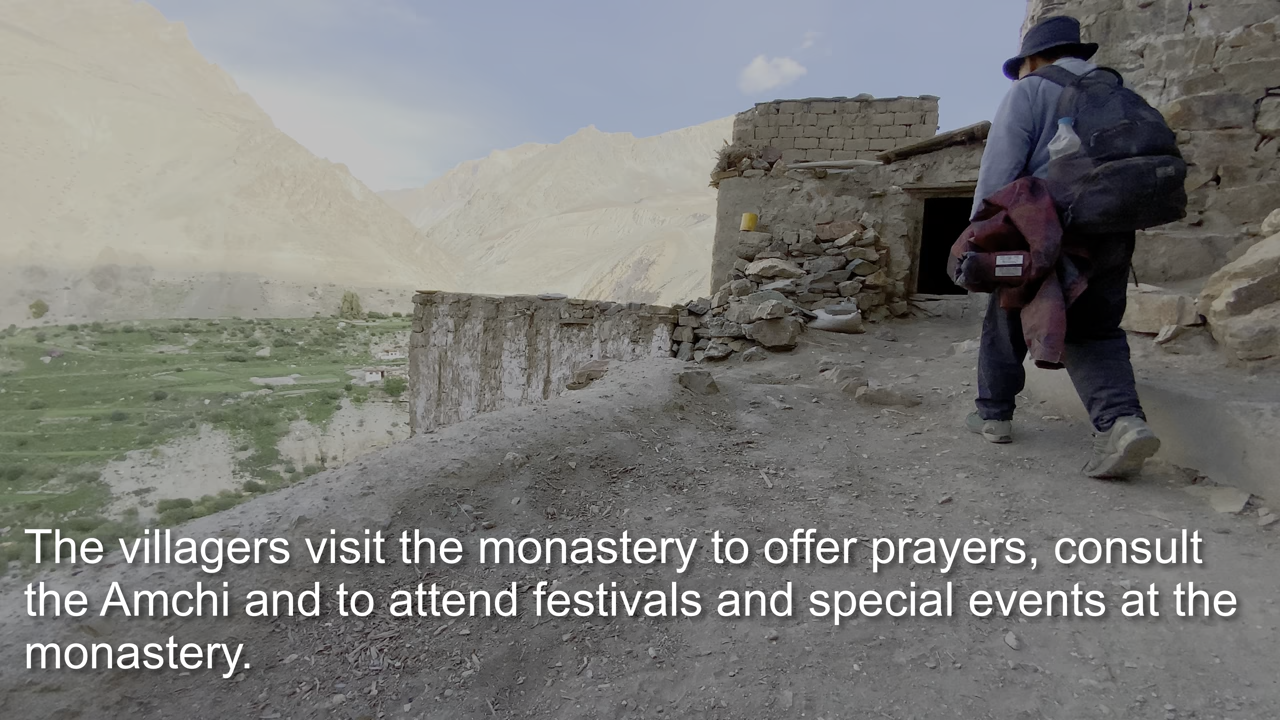 The villagers visit the monastery to offer prayers, consult
the Amchi and to attend festivals and special events at the
monastery.